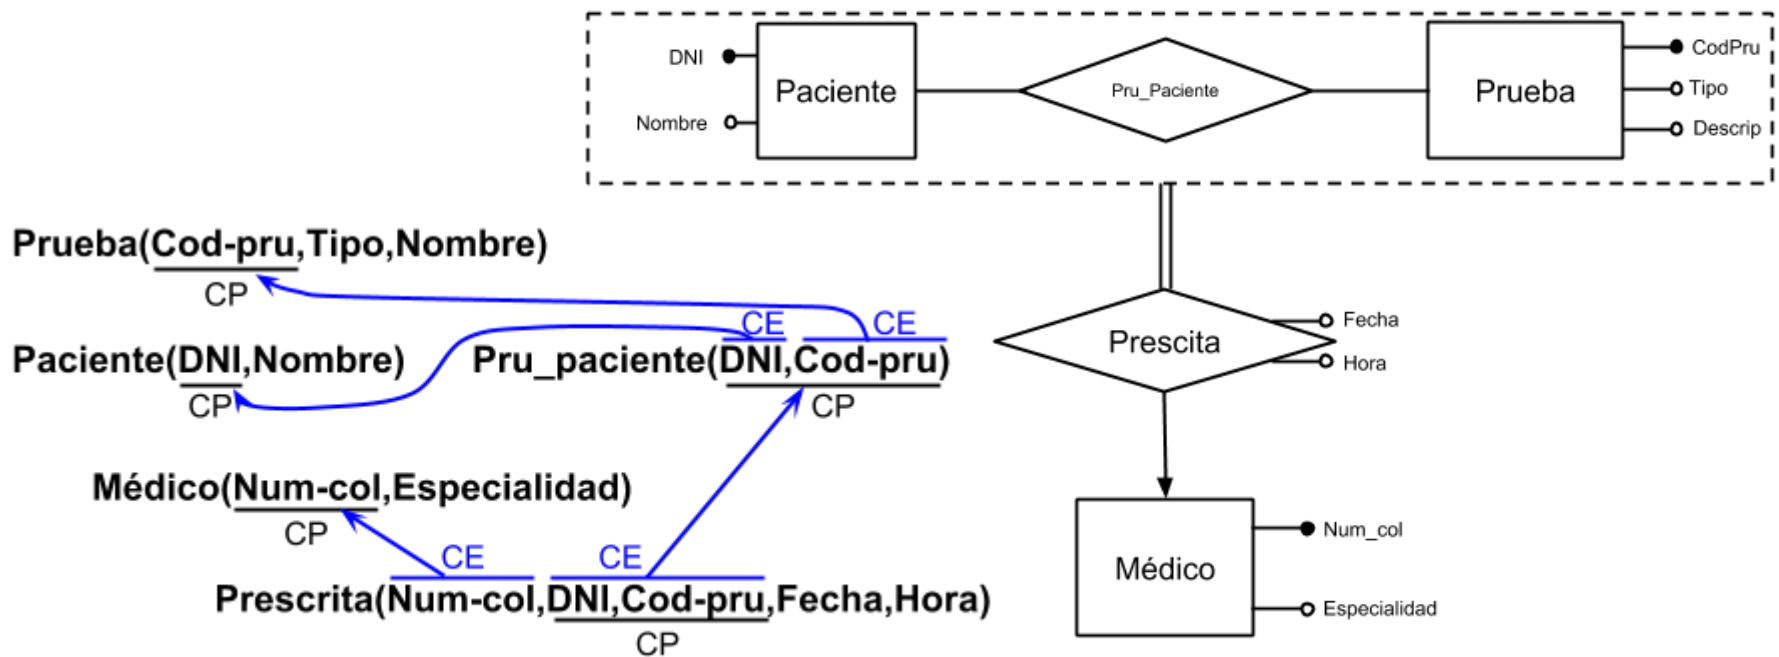 DNI
Nombre
Paciente
Pru_Paciente
Prueba
CodPru
Tipo
Descrip
Prueba(Cod-pru,Tipo,Nombre)
CP
CE
CE
Paciente(DNI,Nombre)
CP
Pru_paciente(DNI,Cod-pru)
CP
Prescita
Fecha
Hora
Médico(Num-col,Especialidad)
CP
CE
CE
Prescrita(Num-col,DNI,Cod-pru,Fecha,Hora)
CP
Médico
Num_col
Especialidad